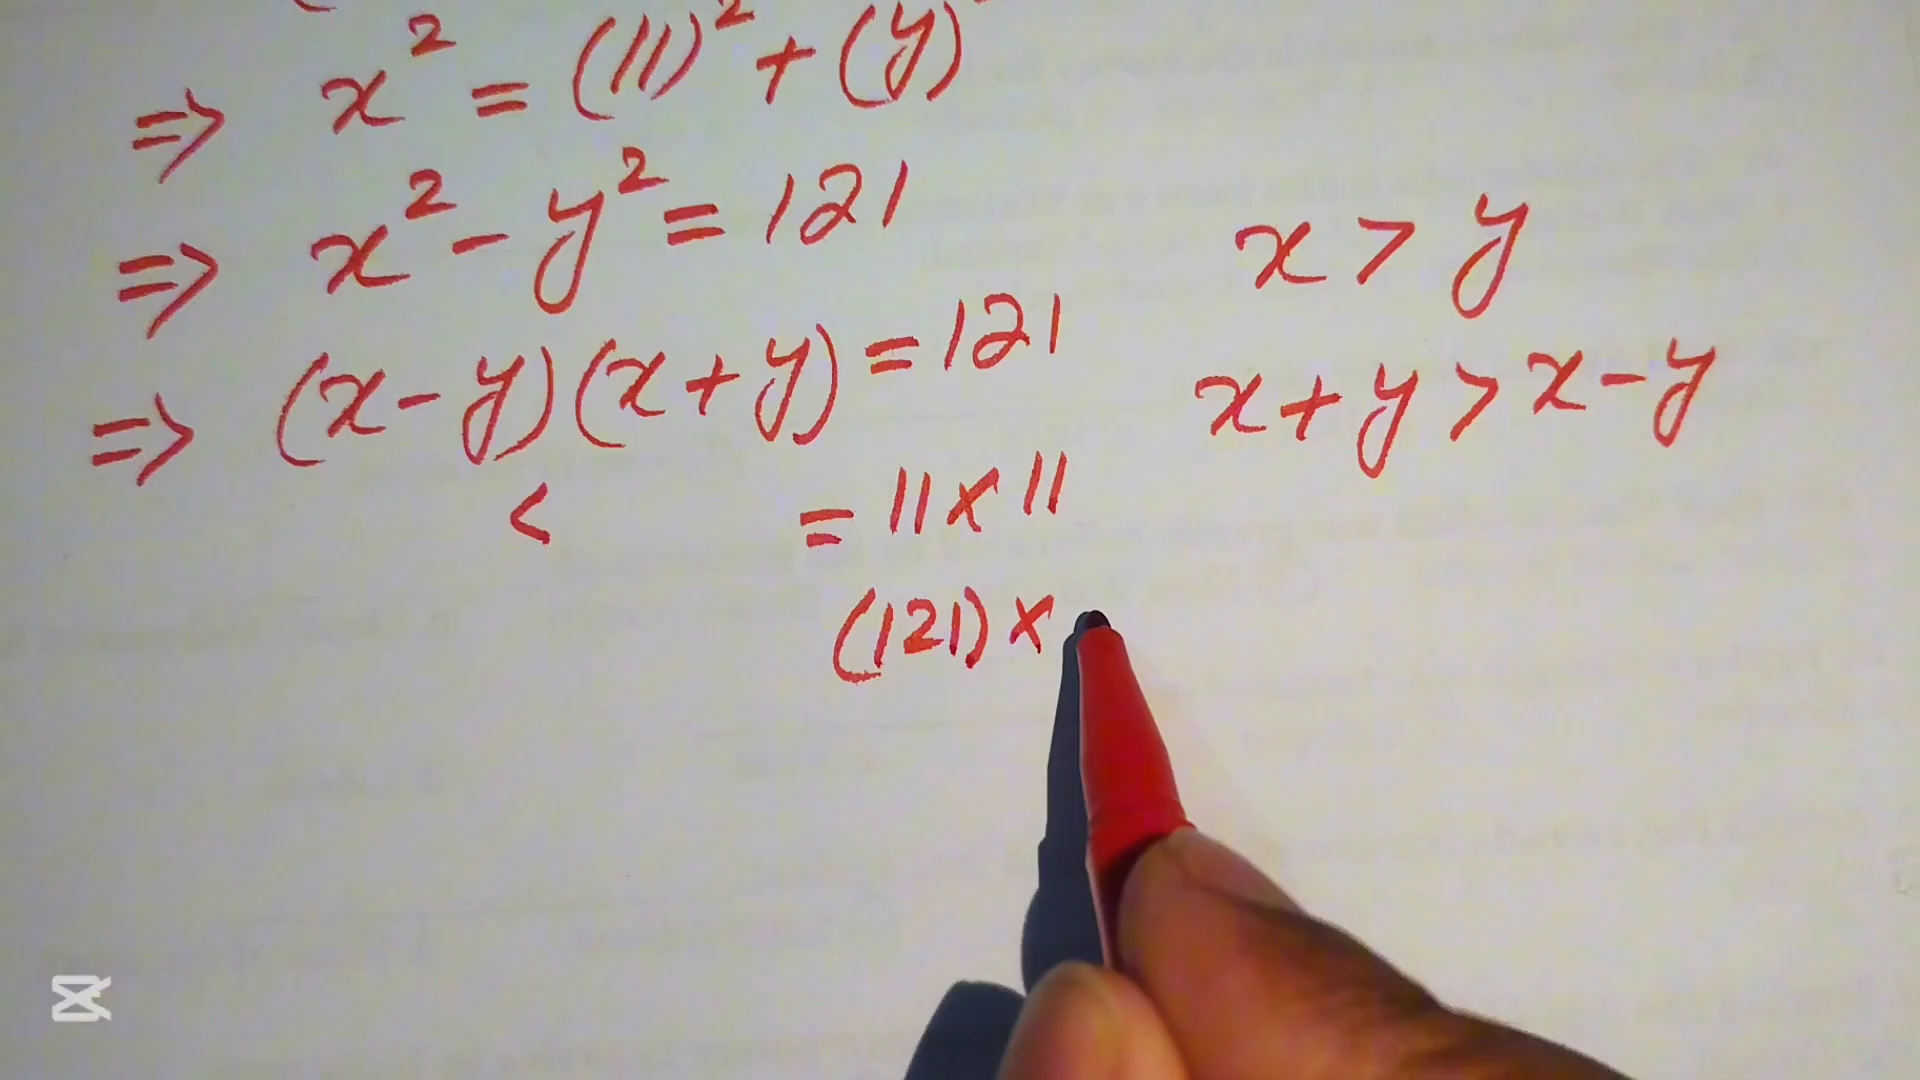 ⇒ x² = (11)² + (y)²
⇒ x² - y² = 121
⇒ (x-y)(x+y) = 121
< = 11 × 11
(121) ×
x > y
x+y > x-y